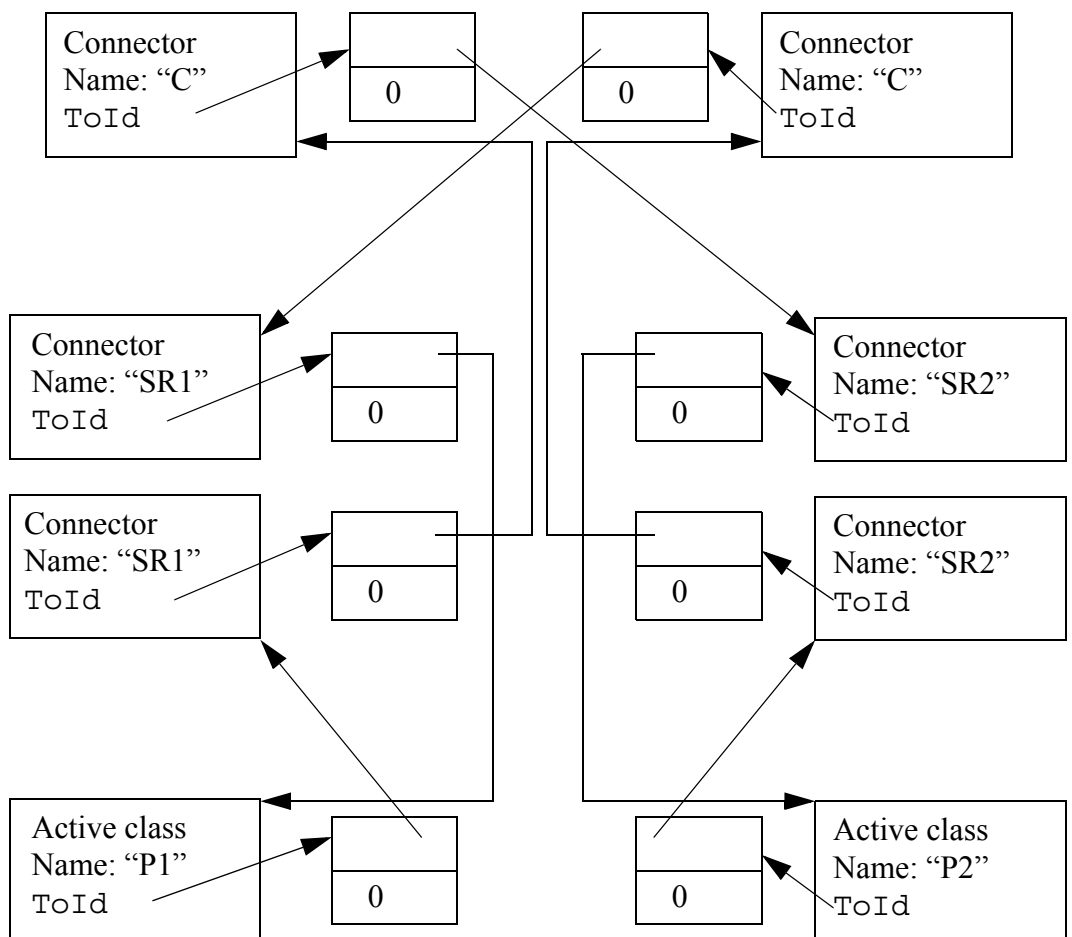 Connector
Name: “C”
ToId
0
0
Connector
Name: “C”
ToId
Connector
Name: “SR1”
ToId
0
0
Connector
Name: “SR2”
ToId
Connector
Name: “SR1”
ToId
0
0
Connector
Name: “SR2”
ToId
Active class
Name: “P1”
ToId
0
0
Active class
Name: “P2”
ToId